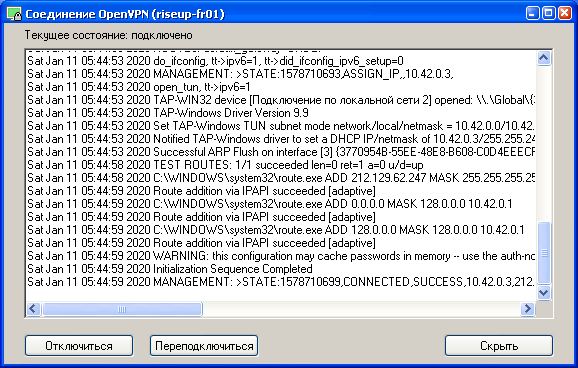 Соединение OpenVPN (riseup-fr01)
Текущее состояние: подключено
Sat Jan 11 05:44:53 2020 do_ifconfig, tt->ipv6=1, tt->did_ifconfig_ipv6_setup=0
Sat Jan 11 05:44:53 2020 MANAGEMENT: >STATE:1578710693,ASSIGN_IP,,10.42.0.3,
Sat Jan 11 05:44:53 2020 open_tun, tt->ipv6=1
Sat Jan 11 05:44:53 2020 TAP-WIN32 device [Подключение по локальной сети 2] opened: \\.\Global\{
Sat Jan 11 05:44:53 2020 TAP-Windows Driver Version 9.9
Sat Jan 11 05:44:53 2020 Set TAP-Windows TUN subnet mode network/local/netmask = 10.42.0.0/10.42.
Sat Jan 11 05:44:53 2020 Notified TAP-Windows driver to set a DHCP IP/netmask of 10.42.0.3/255.255.24
Sat Jan 11 05:44:53 2020 Successful ARP Flush on interface [3] {3770954B-55EE-48E8-B608-C0D4EEECF
Sat Jan 11 05:44:58 2020 TEST ROUTES: 1/1 succeeded len=0 ret=1 a=0 u/d=up
Sat Jan 11 05:44:58 2020 C:\WINDOWS\system32\route.exe ADD 212.129.62.247 MASK 255.255.255.25
Sat Jan 11 05:44:59 2020 Route addition via IPAPI succeeded [adaptive]
Sat Jan 11 05:44:59 2020 C:\WINDOWS\system32\route.exe ADD 0.0.0.0 MASK 128.0.0.0 10.42.0.1
Sat Jan 11 05:44:59 2020 Route addition via IPAPI succeeded [adaptive]
Sat Jan 11 05:44:59 2020 C:\WINDOWS\system32\route.exe ADD 128.0.0.0 MASK 128.0.0.0 10.42.0.1
Sat Jan 11 05:44:59 2020 Route addition via IPAPI succeeded [adaptive]
Sat Jan 11 05:44:59 2020 WARNING: this configuration may cache passwords in memory -- use the auth-no
Sat Jan 11 05:44:59 2020 Initialization Sequence Completed
Sat Jan 11 05:44:59 2020 MANAGEMENT: >STATE:1578710699,CONNECTED,SUCCESS,10.42.0.3,212.
Отключиться Переподключиться Скрыть